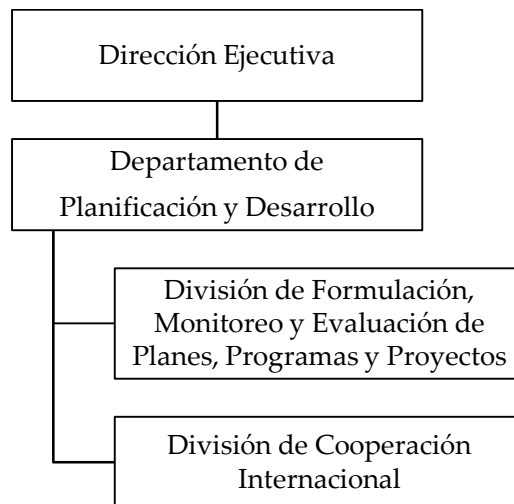 Dirección Ejecutiva
Departamento de
Planificación y Desarrollo
División de Formulación,
Monitoreo y Evaluación de
Planes, Programas y Proyectos
División de Cooperación
Internacional